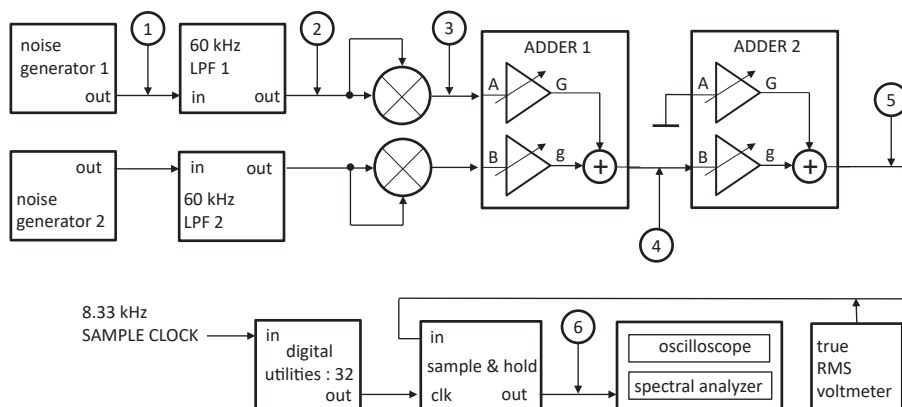 1
2
3
ADDER 1
ADDER 2
noise
generator 1
out
60 kHz
LPF 1
in
out
A
G
A
G
5
out
noise
generator 2
in
out
60 kHz
LPF 2
B
g
+
B
g
+
4
8.33 kHz
SAMPLE CLOCK
in
digital
utilities : 32
out
in
sample & hold
clk
out
6
oscilloscope
spectral analyzer
true
RMS
voltmeter